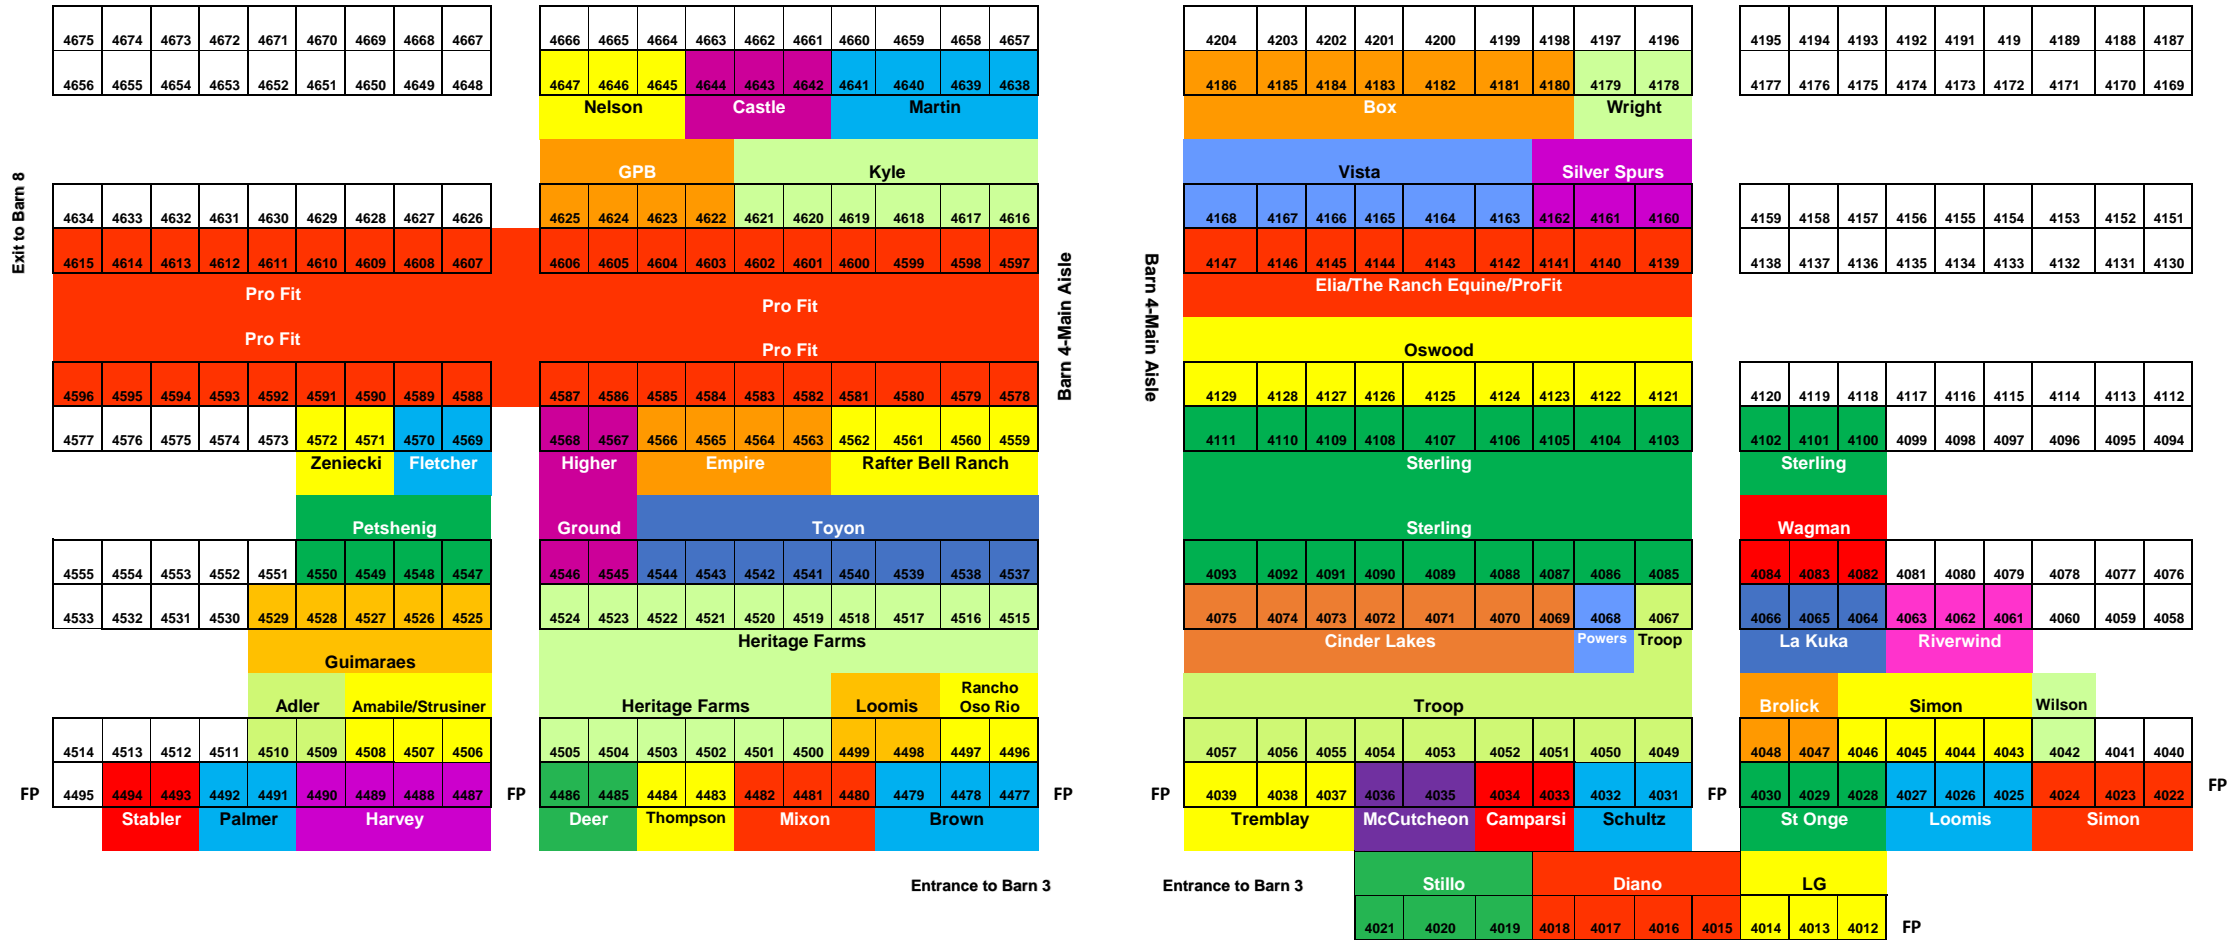 4675 4674 4673 4672 4671 4670 4669 4668 4667 4666 4665 4664 4663 4662 4661 4660 4659 4658 4657 4204 4203 4202 4201 4200 4199 4198 4197 4196 4195 4194 4193 4192 4191 419 4189 4188 4187
4656 4655 4654 4653 4652 4651 4650 4649 4648 4647 4646 4645 4644 4643 4642 4641 4640 4639 4638 4186 4185 4184 4183 4182 4181 4180 4179 4178 4177 4176 4175 4174 4173 4172 4171 4170 4169
Nelson Castle Martin Box Wright
GPB Kyle Vista Silver Spurs
Exit to Barn 8
4634 4633 4632 4631 4630 4629 4628 4627 4626 4625 4624 4623 4622 4621 4620 4619 4618 4617 4616 4168 4167 4166 4165 4164 4163 4162 4161 4160 4159 4158 4157 4156 4155 4154 4153 4152 4151
4615 4614 4613 4612 4611 4610 4609 4608 4607 4606 4605 4604 4603 4602 4601 4600 4599 4598 4597 4147 4146 4145 4144 4143 4142 4141 4140 4139 4138 4137 4136 4135 4134 4133 4132 4131 4130
Pro Fit Pro Fit Elia/The Ranch Equine/ProFit
Barn 4-Main Aisle
Barn 4-Main Aisle
Pro Fit Pro Fit Oswood
4596 4595 4594 4593 4592 4591 4590 4589 4588 4587 4586 4585 4584 4583 4582 4581 4580 4579 4578 4129 4128 4127 4126 4125 4124 4123 4122 4121 4120 4119 4118 4117 4116 4115 4114 4113 4112
4577 4576 4575 4574 4573 4572 4571 4570 4569 4568 4567 4566 4565 4564 4563 4562 4561 4560 4559 4111 4110 4109 4108 4107 4106 4105 4104 4103 4102 4101 4100 4099 4098 4097 4096 4095 4094
Zeniecki Fletcher Higher Empire Rafter Bell Ranch Sterling Sterling
Petshenig Ground Toyon Sterling Wagman
4555 4554 4553 4552 4551 4550 4549 4548 4547 4546 4545 4544 4543 4542 4541 4540 4539 4538 4537 4093 4092 4091 4090 4089 4088 4087 4086 4085 4084 4083 4082 4081 4080 4079 4078 4077 4076
4533 4532 4531 4530 4529 4528 4527 4526 4525 4524 4523 4522 4521 4520 4519 4518 4517 4516 4515 4075 4074 4073 4072 4071 4070 4069 4068 4067 4066 4065 4064 4063 4062 4061 4060 4059 4058
Guimaraes Heritage Farms Cinder Lakes Powers Troop La Kuka Riverwind
Adler Amabile/Strusiner Heritage Farms Loomis Rancho Oso Rio Troop Brolick Simon Wilson
4514 4513 4512 4511 4510 4509 4508 4507 4506 4505 4504 4503 4502 4501 4500 4499 4498 4497 4496 4057 4056 4055 4054 4053 4052 4051 4050 4049 4048 4047 4046 4045 4044 4043 4042 4041 4040
FP 4495 4494 4493 4492 4491 4490 4489 4488 4487 FP 4486 4485 4484 4483 4482 4481 4480 4479 4478 4477 FP FP 4039 4038 4037 4036 4035 4034 4033 4032 4031 FP 4030 4029 4028 4027 4026 4025 4024 4023 4022 FP
Stabler Palmer Harvey Deer Thompson Mixon Brown Tremblay McCutcheon Camparsi Schultz St Onge Loomis Simon
Entrance to Barn 3 Entrance to Barn 3 Stillo Diano LG
4021 4020 4019 4018 4017 4016 4015 4014 4013 4012 FP